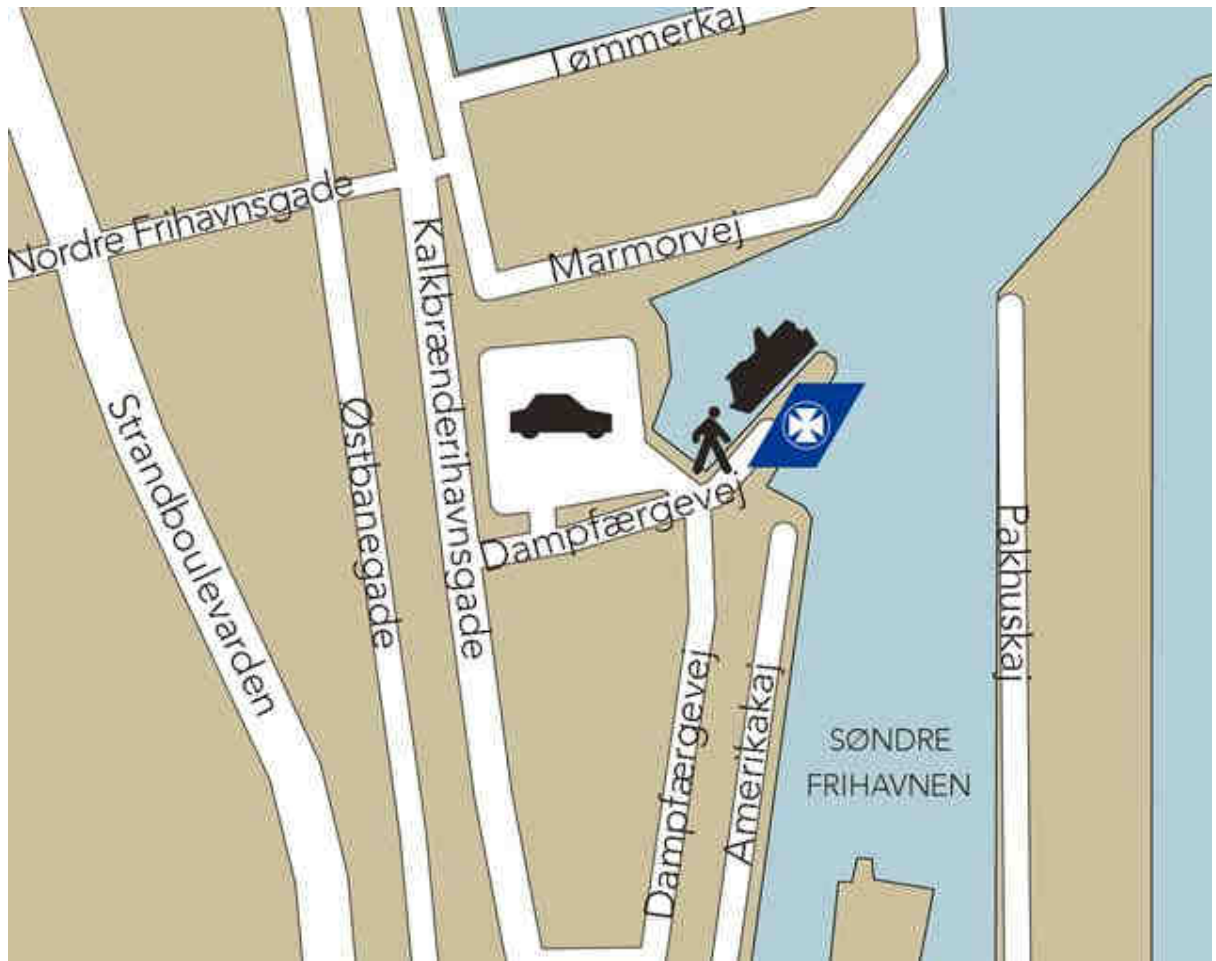 Tømmerkaj
Nordre Frihavnsgade
Marmorvej
Kalkbrænderihavnsgade
Strandboulevarden
Østbanegade
Dampfærgevej
Pakhuskaj
Dampfærgevej
Amerikakaj
SØNDRE
FRIHAVNEN